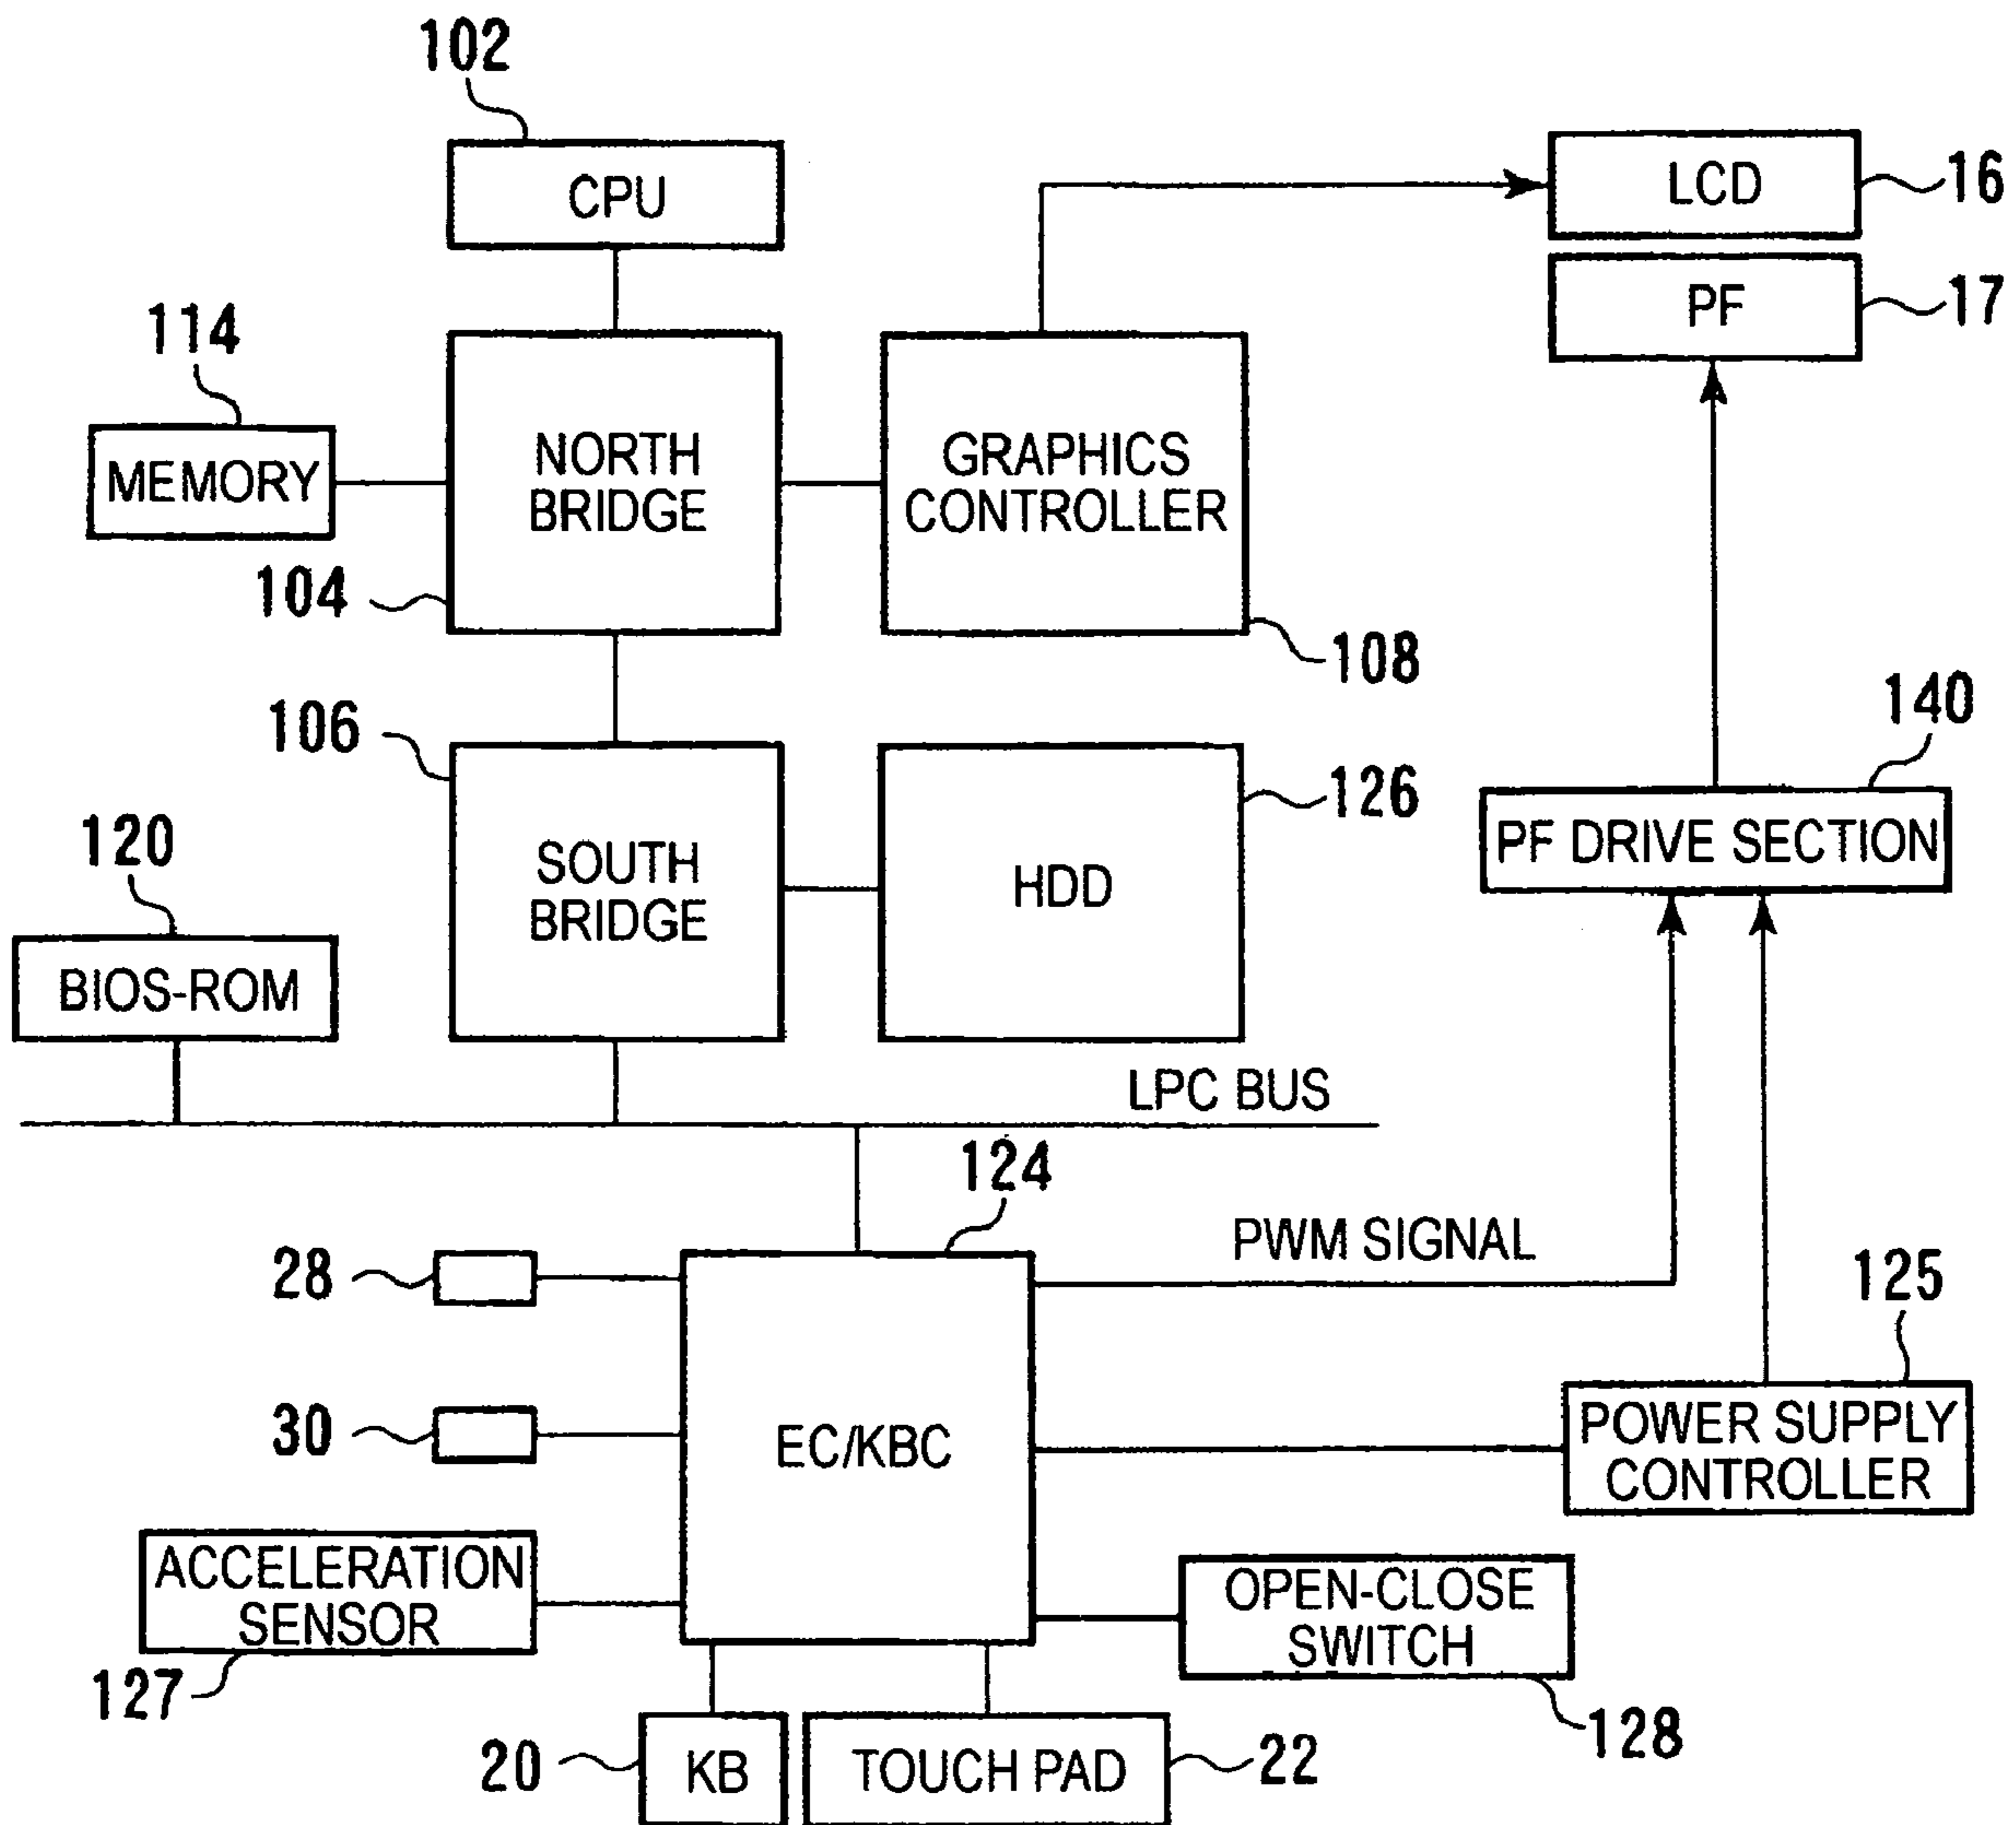 102
CPU
LCD
16
PF
17
114
MEMORY
NORTH
BRIDGE
104
GRAPHICS
CONTROLLER
108
106
SOUTH
BRIDGE
HDD
126
140
PF DRIVE SECTION
120
BIOS-ROM
LPC BUS
124
PWM SIGNAL
28
30
EC/KBC
125
POWER SUPPLY
CONTROLLER
ACCELERATION
SENSOR
127
OPEN-CLOSE
SWITCH
128
20
KB
TOUCH PAD
22